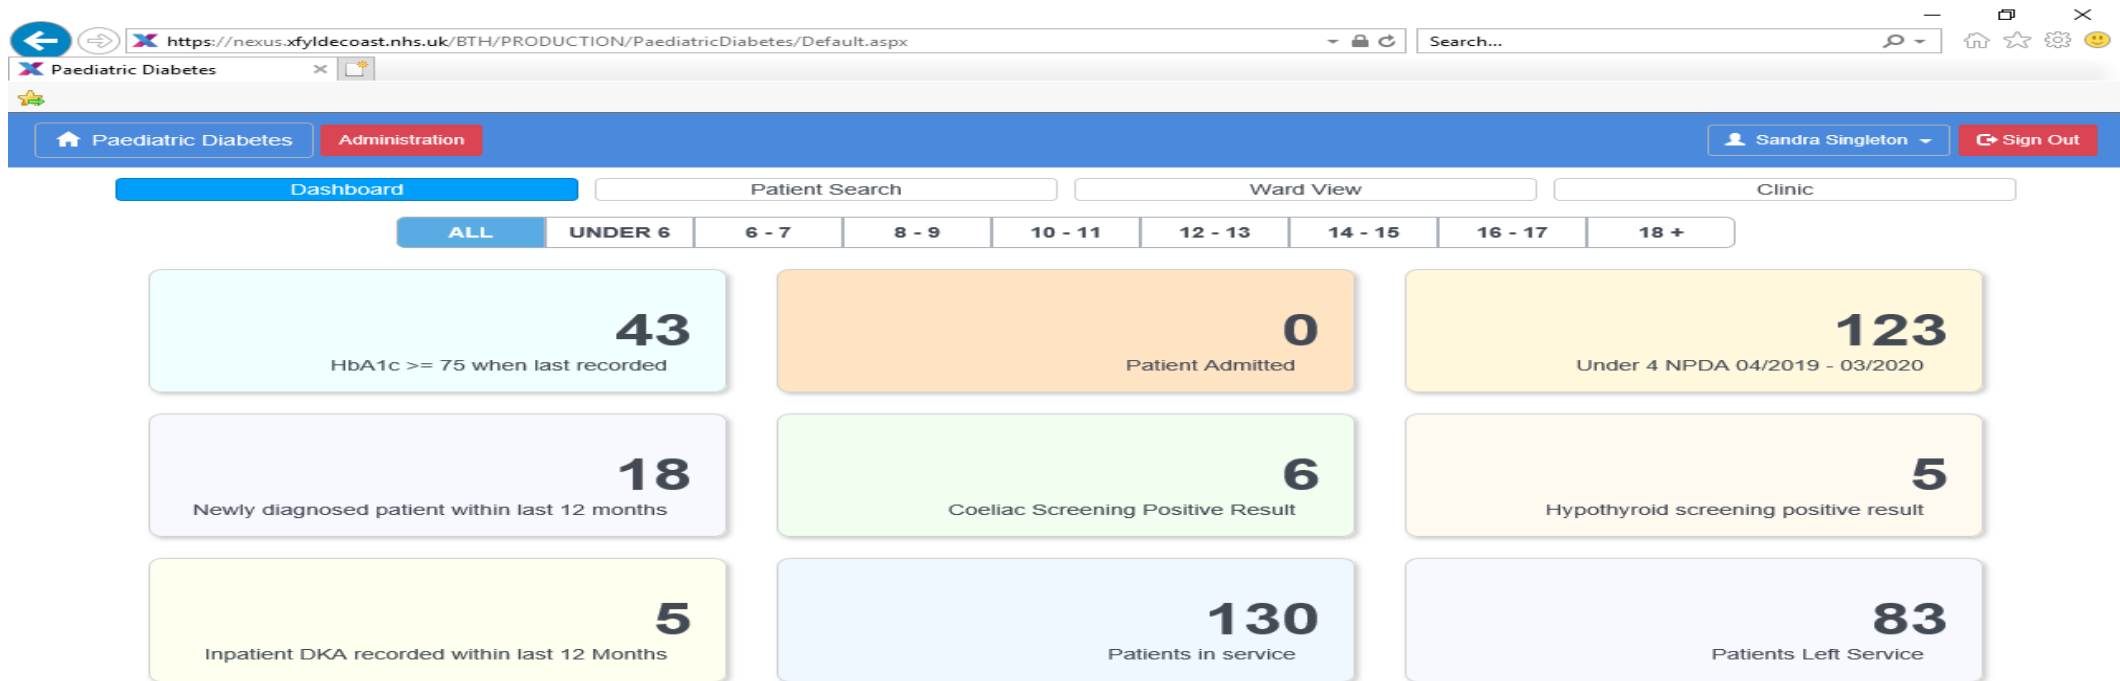 https://nexus.xfyldecoast.nhs.uk/BTH/PRODUCTION/PaediatricDiabetes/Default.aspx Search...
Paediatric Diabetes
Paediatric Diabetes Administration Sandra Singleton Sign Out
Dashboard Patient Search Ward View Clinic
ALL UNDER 6 6 - 7 8 - 9 10 - 11 12 - 13 14 - 15 16 - 17 18 +
43
HbA1c >= 75 when last recorded
0
Patient Admitted
123
Under 4 NPDA 04/2019 - 03/2020
18
Newly diagnosed patient within last 12 months
6
Coeliac Screening Positive Result
5
Hypothyroid screening positive result
5
Inpatient DKA recorded within last 12 Months
130
Patients in service
83
Patients Left Service